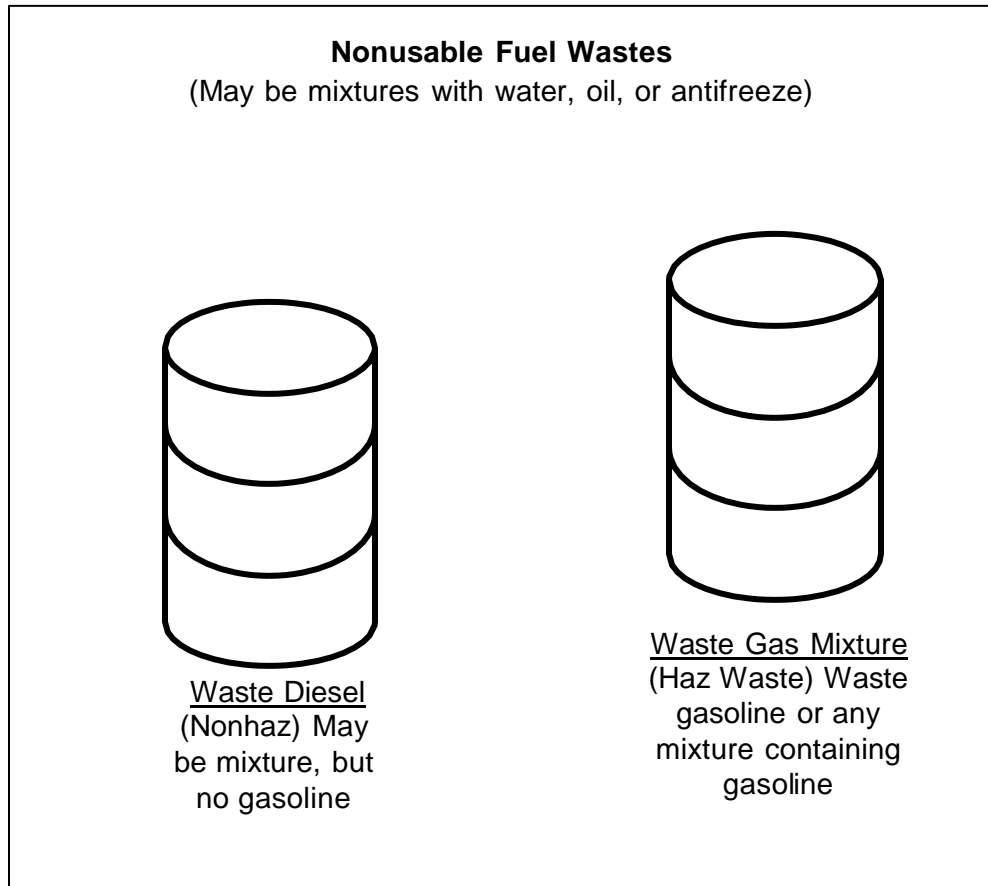 Nonusable Fuel Wastes
(May be mixtures with water, oil, or antifreeze)
Waste Diesel
(Nonhaz) May
be mixture, but
no gasoline
Waste Gas Mixture
(Haz Waste) Waste
gasoline or any
mixture containing
gasoline